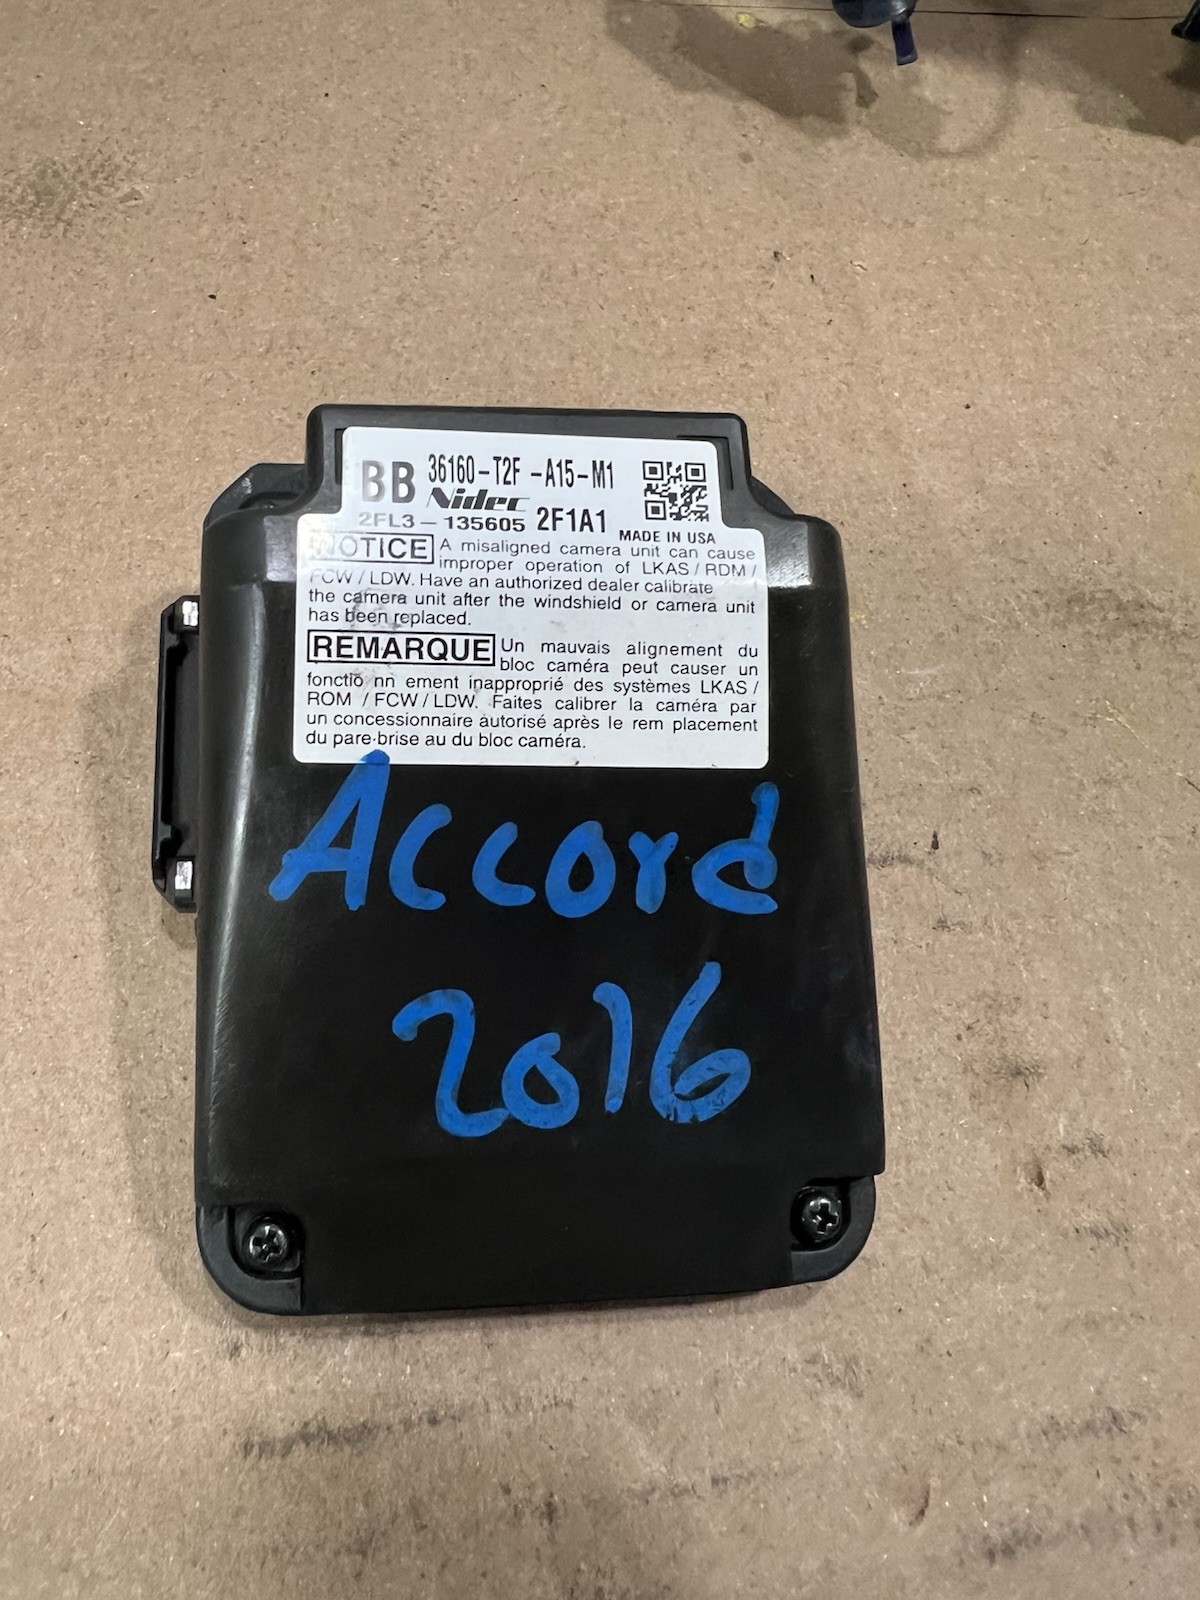 BB 36160-T2F -A15-M1
Nidec
2FL3-135605 2F1A1
MADE IN USA
NOTICE A misaligned camera unit can cause
improper operation of LKAS / RDM /
FCW / LDW. Have an authorized dealer calibrate
the camera unit after the windshield or camera unit
has been replaced.
REMARQUE Un mauvais alignement du
bloc caméra peut causer un
fonctio nn ement inapproprié des systèmes LKAS /
ROM / FCW / LDW. Faites calibrer la caméra par
un concessionnaire autorisé après le rem placement
du pare-brise au du bloc caméra.
Accord
2016